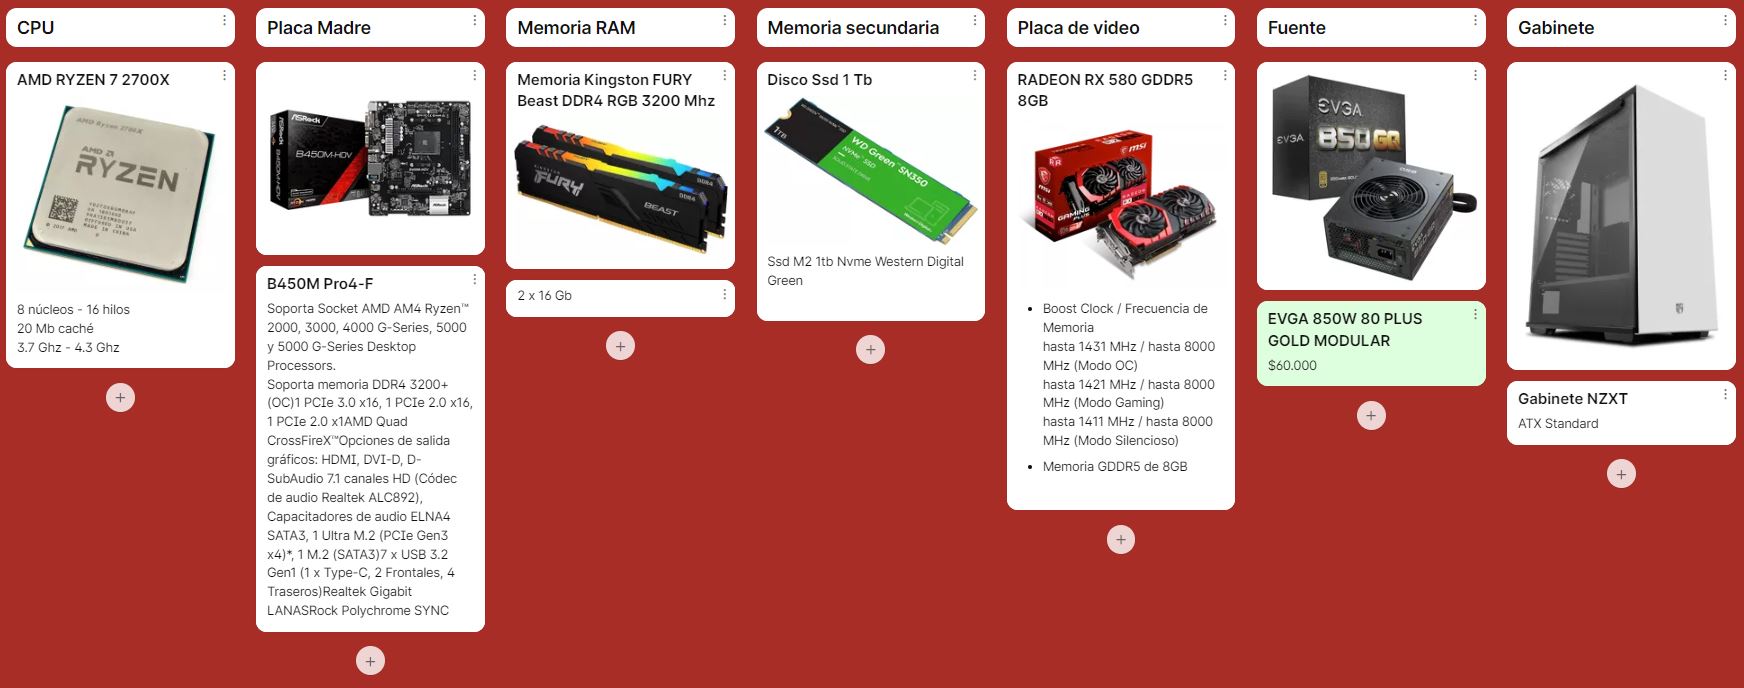 CPU
AMD RYZEN 7 2700X
AMD Ryzen 2700X
AMD
RYZEN
8 núcleos - 16 hilos
20 Mb caché
3.7 Ghz - 4.3 Ghz
Placa Madre
ASRock
B450M-HDV
B450M Pro4-F
Soporta Socket AMD AM4 Ryzen™
2000, 3000, 4000 G-Series, 5000
y 5000 G-Series Desktop
Processors.
Soporta memoria DDR4 3200+
(OC)1 PCIe 3.0 x16, 1 PCIe 2.0 x16,
1 PCIe 2.0 x1AMD Quad
CrossFireX™Opciones de salida
gráficos: HDMI, DVI-D, D-
SubAudio 7.1 canales HD (Códec
de audio Realtek ALC892),
Capacitadores de audio ELNA4
SATA3, 1 Ultra M.2 (PCIe Gen3
x4)*, 1 M.2 (SATA3)7 x USB 3.2
Gen1 (1 x Type-C, 2 Frontales, 4
Traseros)Realtek Gigabit
LANASRock Polychrome SYNC
Memoria RAM
Memoria Kingston FURY
Beast DDR4 RGB 3200 Mhz
DDR4
DDR4
FURY
BEAST
2 x 16 Gb
Memoria secundaria
Disco Ssd 1 Tb
1TB
WD Green™ SN350
NVMe™ SSD
Ssd M2 1tb Nvme Western Digital
Green
Placa de video
RADEON RX 580 GDDR5
8GB
msi
GAMING
Boost Clock / Frecuencia de
Memoria
hasta 1431 MHz / hasta 8000
MHz (Modo OC)
hasta 1421 MHz / hasta 8000
MHz (Modo Gaming)
hasta 1411 MHz / hasta 8000
MHz (Modo Silencioso)
Memoria GDDR5 de 8GB
Fuente
EVGA
EVGA
850 GQ
EVGA 850W 80 PLUS
GOLD MODULAR
$60.000
Gabinete
Gabinete NZXT
ATX Standard